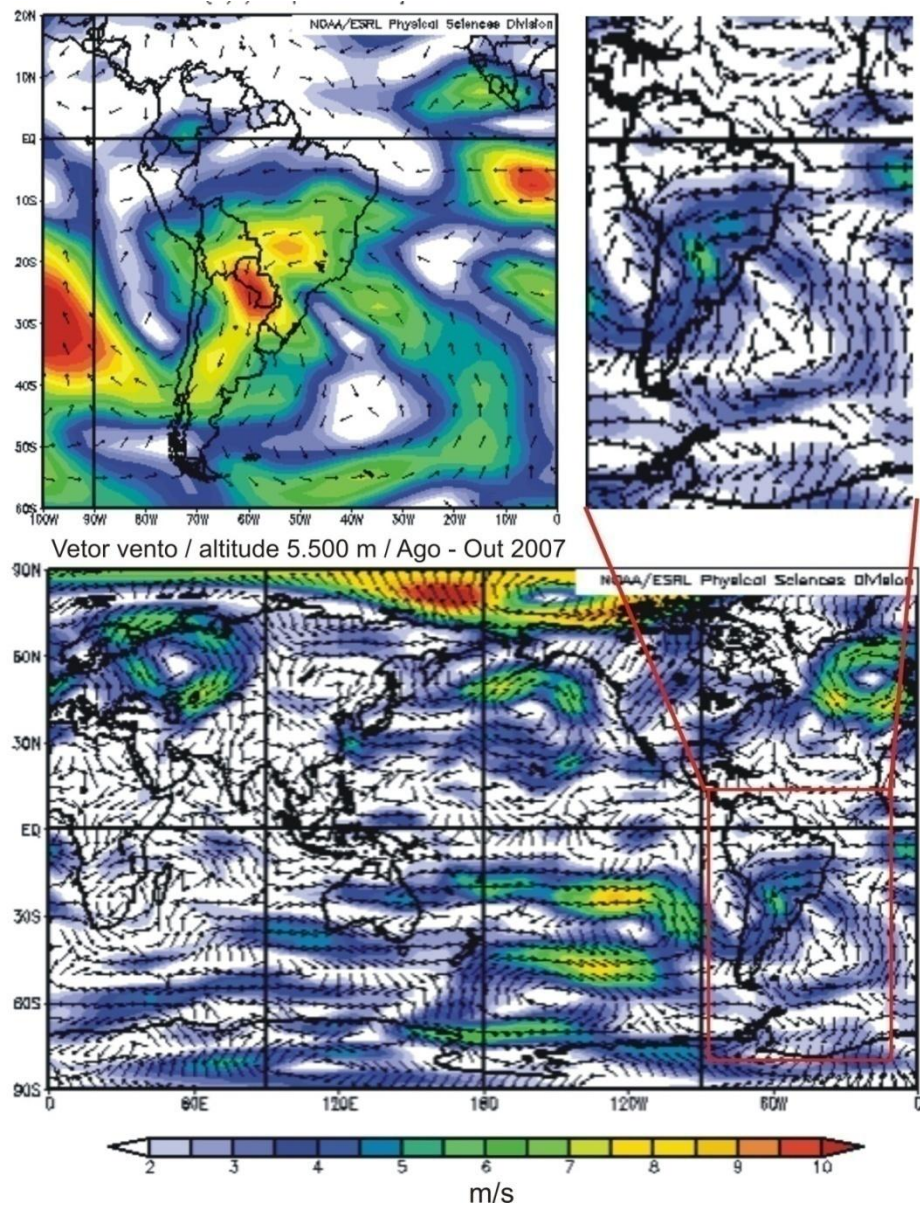 NOAA/ESRL Physical Sciences Division
20N
10N
EQ
10S
20S
30S
40S
50S
60S
100W 90W 80W 70W 60W 50W 40W 30W 20W 10W 0
Vetor vento / altitude 5.500 m / Ago - Out 2007
NOAA/ESRL Physical Sciences Division
90N
60N
30N
EQ
30S
60S
90S
0 60E 120E 180 120W 60W 0
2 3 4 5 6 7 8 9 10
m/s